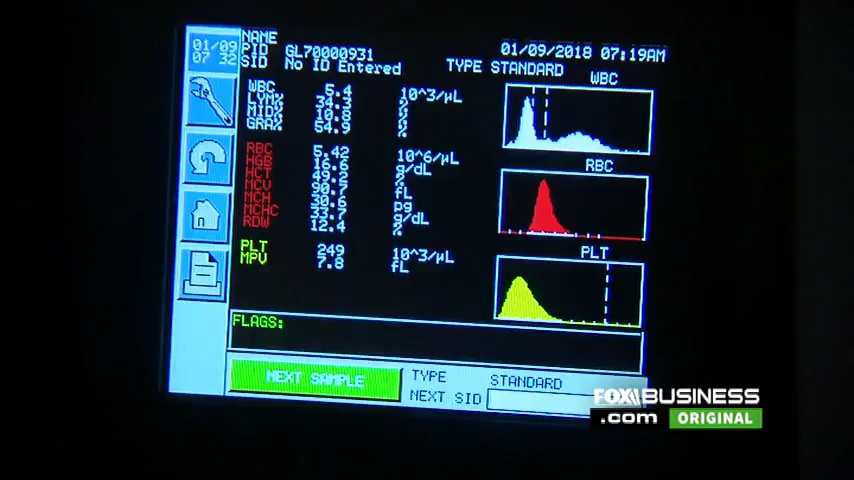 01/09
07 32
NAME
PID GL70000931
SID No ID Entered
01/09/2018 07:19AM
TYPE STANDARD
WBC 5.4 10^3/µL
LYM% 34.3 %
MID% 10.8 %
GRA% 54.9 %
RBC 5.42 10^6/µL
HGB 16.6 g/dL
HCT 49.2 %
MCV 90.7 fL
MCH 30.6 pg
MCHC 33.7 g/dL
RDW 12.4 %
PLT 249 10^3/µL
MPV 7.8 fL
WBC
RBC
PLT
FLAGS:
NEXT SAMPLE
TYPE STANDARD
NEXT SID
FOX BUSINESS
.com ORIGINAL